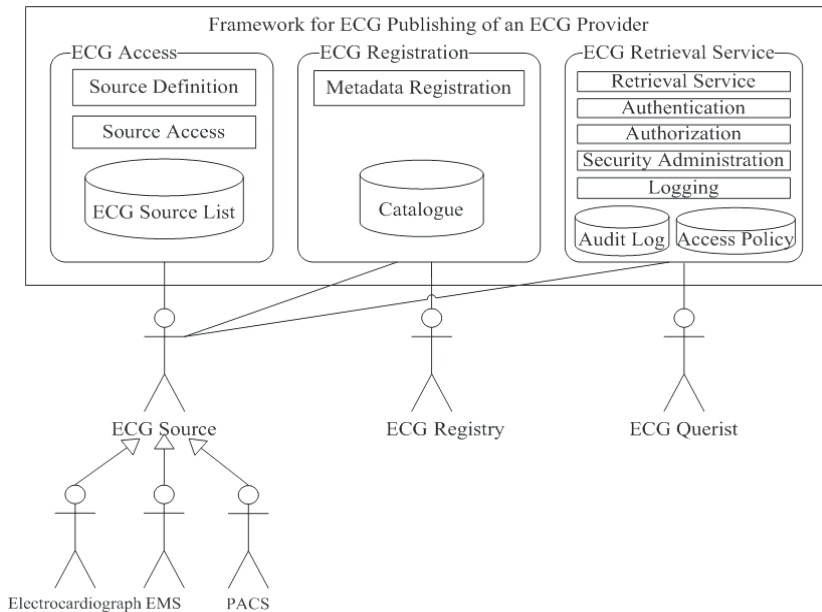 Framework for ECG Publishing of an ECG Provider
ECG Access
Source Definition
Source Access
ECG Source List
ECG Registration
Metadata Registration
Catalogue
ECG Retrieval Service
Retrieval Service
Authentication
Authorization
Security Administration
Logging
Audit Log
Access Policy
ECG Source
ECG Registry
ECG Querist
Electrocardiograph
EMS
PACS